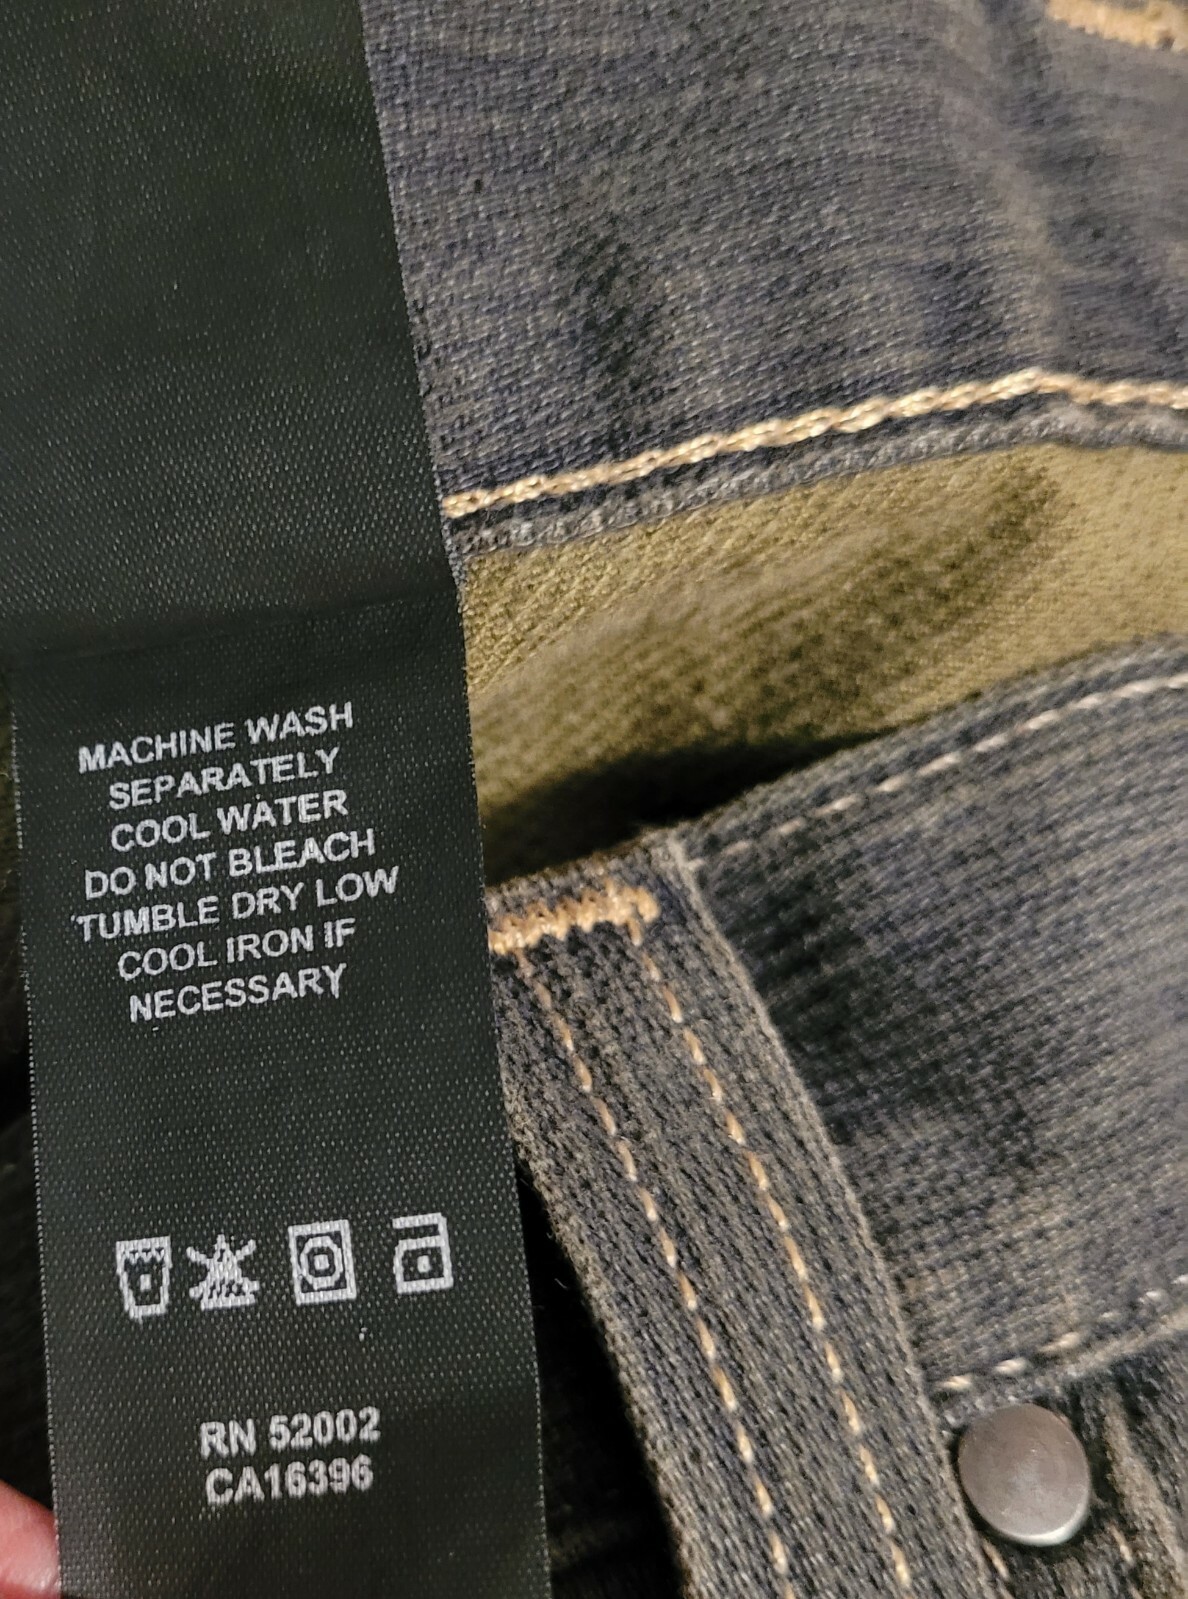 MACHINE WASH
SEPARATELY
COOL WATER
DO NOT BLEACH
TUMBLE DRY LOW
COOL IRON IF
NECESSARY
RN 52002
CA16396